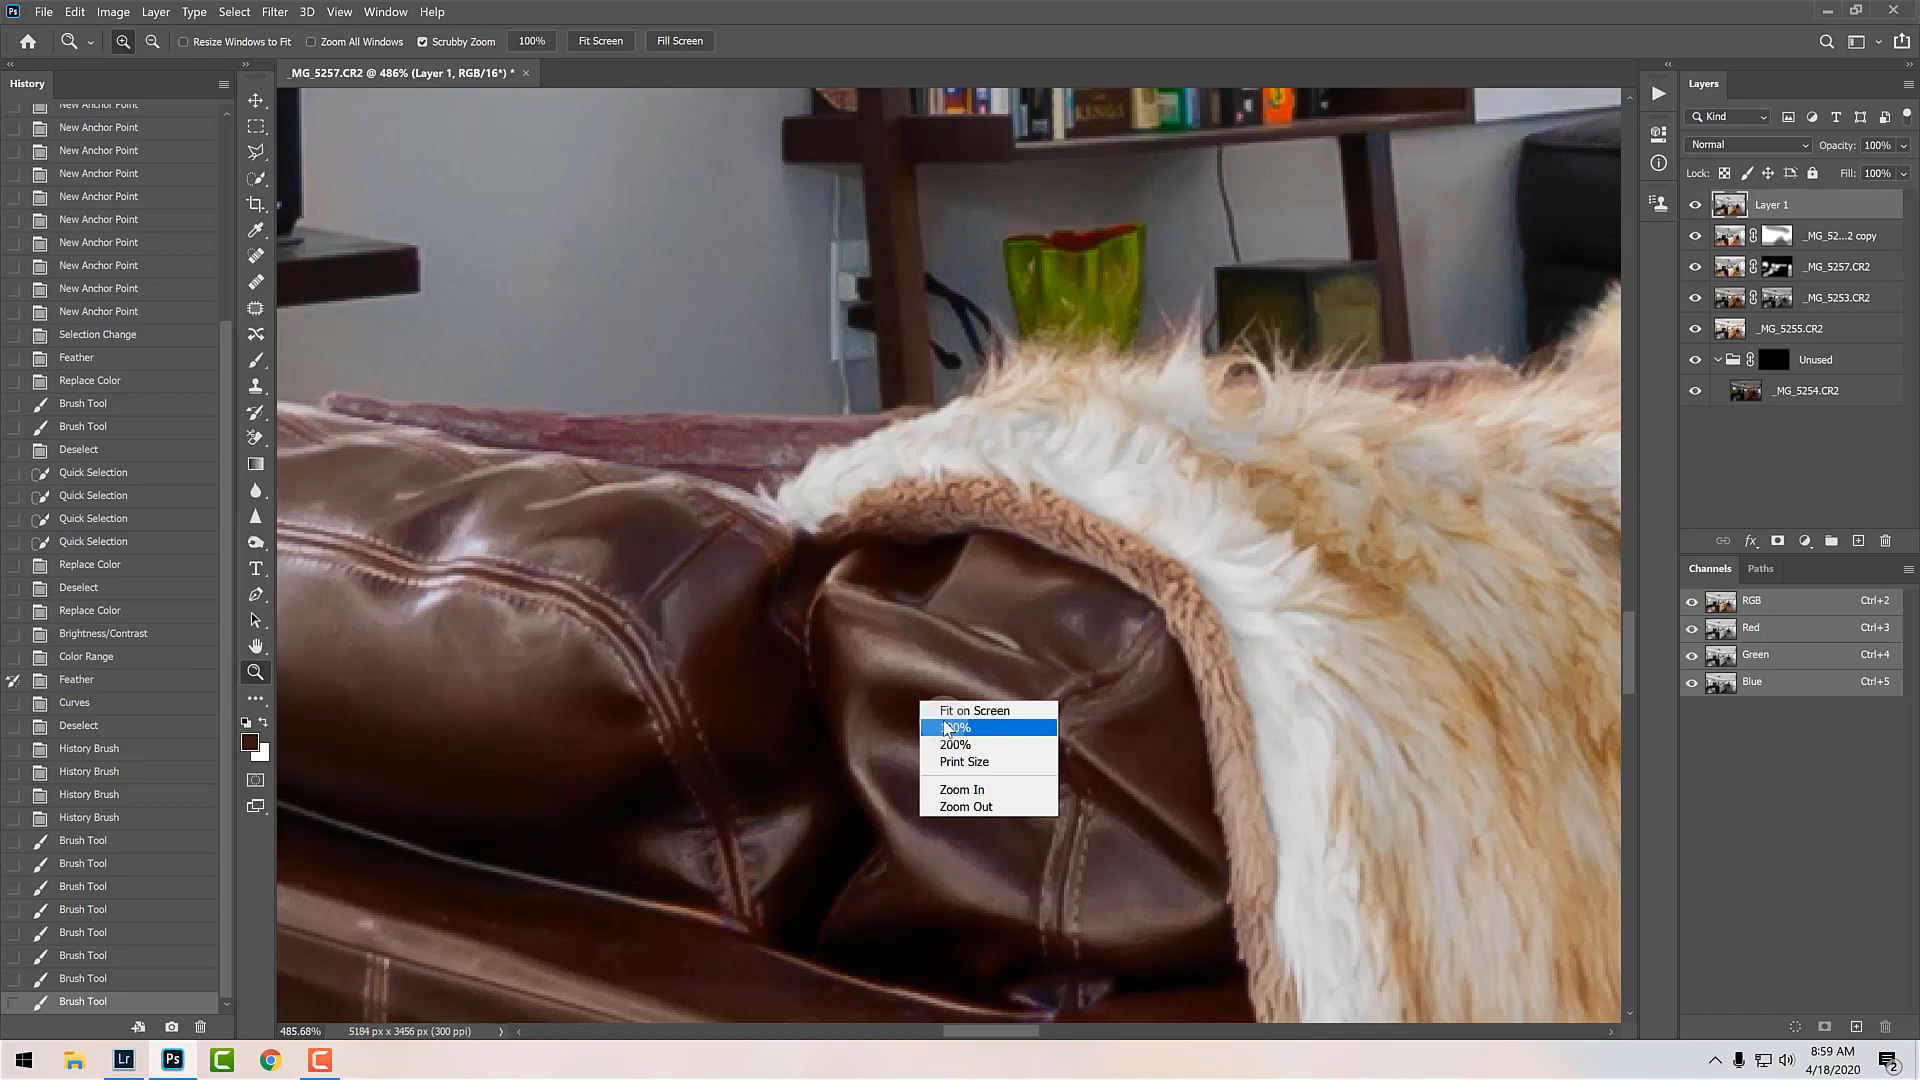 Ps File Edit Image Layer Type Select Filter 3D View Window Help
Resize Windows to Fit Zoom All Windows Scrubby Zoom 100% Fit Screen Fill Screen
_MG_5257.CR2 @ 486% (Layer 1, RGB/16*) * ×
History
New Anchor Point
New Anchor Point
New Anchor Point
New Anchor Point
New Anchor Point
New Anchor Point
New Anchor Point
New Anchor Point
New Anchor Point
New Anchor Point
Selection Change
Feather
Replace Color
Brush Tool
Brush Tool
Deselect
Quick Selection
Quick Selection
Quick Selection
Quick Selection
Replace Color
Deselect
Replace Color
Brightness/Contrast
Color Range
Feather
Curves
Deselect
History Brush
History Brush
History Brush
History Brush
Brush Tool
Brush Tool
Brush Tool
Brush Tool
Brush Tool
Brush Tool
Brush Tool
Brush Tool
Fit on Screen
100%
200%
Print Size
Zoom In
Zoom Out
485.68% 5184 px x 3456 px (300 ppi)
Layers
Kind
Normal Opacity: 100%
Lock: Fill: 100%
Layer 1
_MG_52...2 copy
_MG_5257.CR2
_MG_5253.CR2
_MG_5255.CR2
Unused
_MG_5254.CR2
fx
Channels Paths
RGB Ctrl+2
Red Ctrl+3
Green Ctrl+4
Blue Ctrl+5
Lr Ps C C
8:59 AM
4/18/2020
2